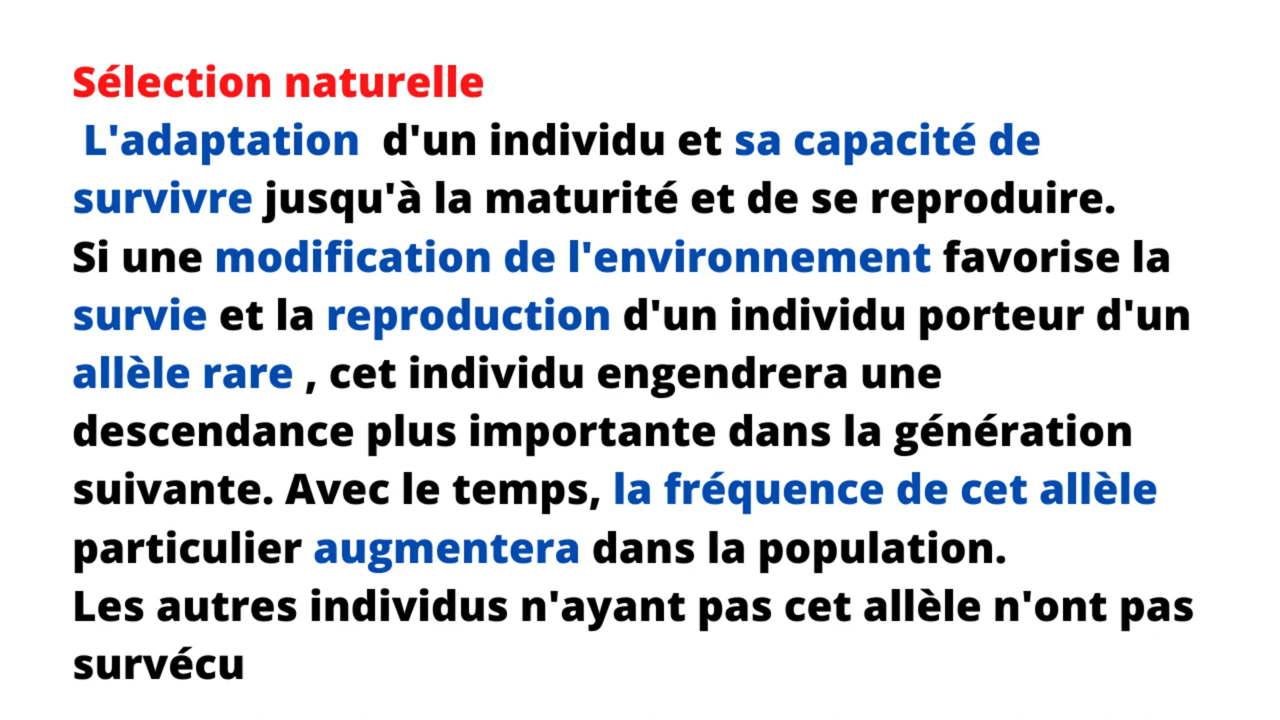 Sélection naturelle
L'adaptation d'un individu et sa capacité de
survivre jusqu'à la maturité et de se reproduire.
Si une modification de l'environnement favorise la
survie et la reproduction d'un individu porteur d'un
allèle rare , cet individu engendrera une
descendance plus importante dans la génération
suivante. Avec le temps, la fréquence de cet allèle
particulier augmentera dans la population.
Les autres individus n'ayant pas cet allèle n'ont pas
survécu